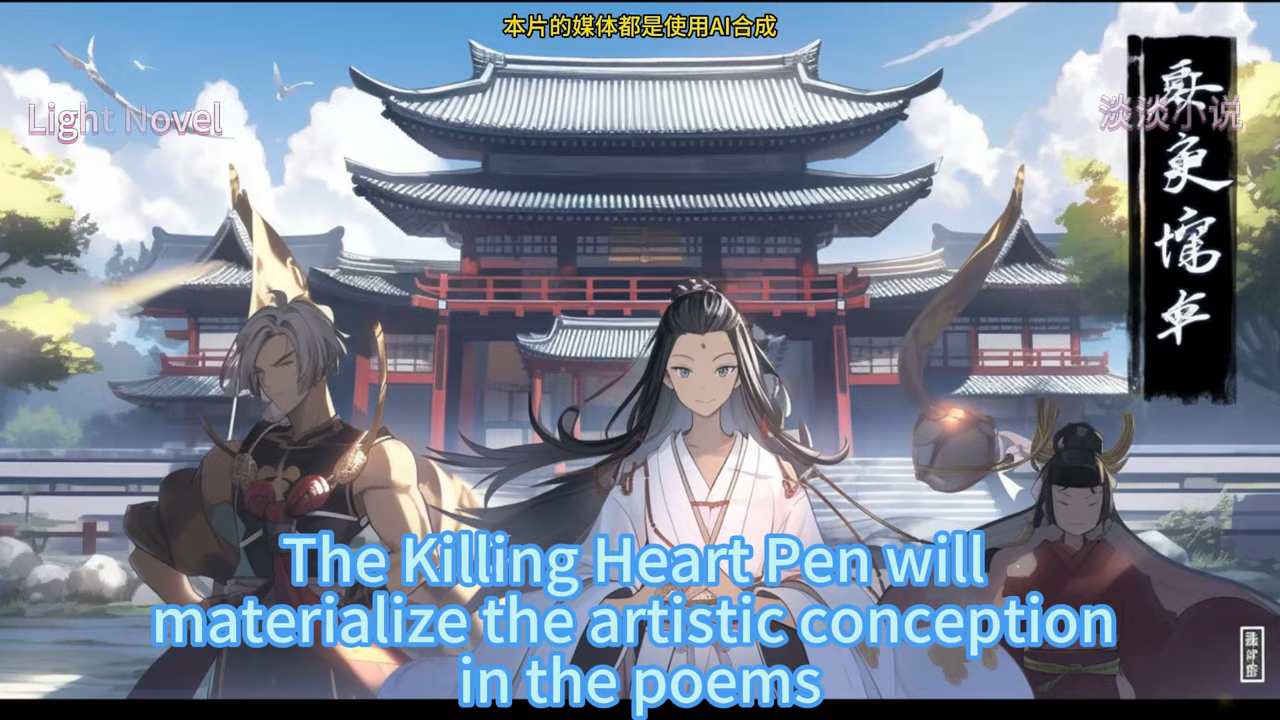 本片的媒体都是使用AI合成
Light Novel
淡淡小说
The Killing Heart Pen will
materialize the artistic conception
in the poems